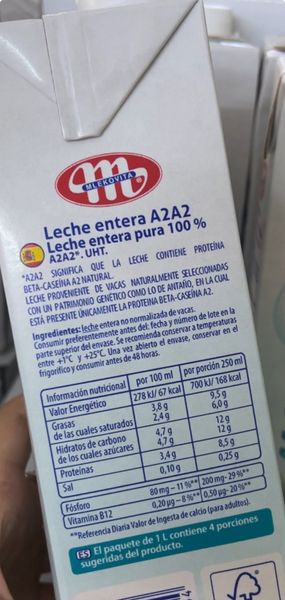 MLEKOVITA
Leche entera A2A2
Leche entera pura 100 %
A2A2*. UHT.
*A2A2 SIGNIFICA QUE LA LECHE CONTIENE PROTEÍNA
BETA-CASEÍNA A2 NATURAL.
LECHE PROVENIENTE DE VACAS NATURALMENTE SELECCIONADAS
CON UN PATRIMONIO GENÉTICO COMO LO DE ANTAÑO, EN LA CUAL
ESTÁ PRESENTE ÚNICAMENTE LA PROTEINA BETA-CASEÍNA A2.
Ingredientes: leche entera no normalizada de vacas.
Consumir preferentemente antes del: fecha y número de lote en la
parte superior del envase. Se recomienda conservar a temperaturas
entre +1°C y +25°C. Una vez abierto el envase, conservar en el
frigorífico y consumir antes de 48 horas.
Información nutricional por 100 ml por porción 250 ml
Valor Energético 278 kJ/ 67 kcal 700 kJ/ 168 kcal
Grasas 3,8 g 9,5 g
de las cuales saturados 2,4 g 6,0 g
Hidratos de carbono 4,7 g 12 g
de los cuales azúcares 4,7 g 12 g
Proteínas 3,4 g 8,5 g
Sal 0,10 g 0,25 g
Fósforo 80 mg – 11 %** 200 mg- 29 %**
Vitamina B12 0,20 µg – 8%** 0,50 µg- 20 %**
**Referencia Diaria Valor de Ingesta de calcio (para adultos).
ES El paquete de 1 L contiene 4 porciones
sugeridas del producto.
FSC